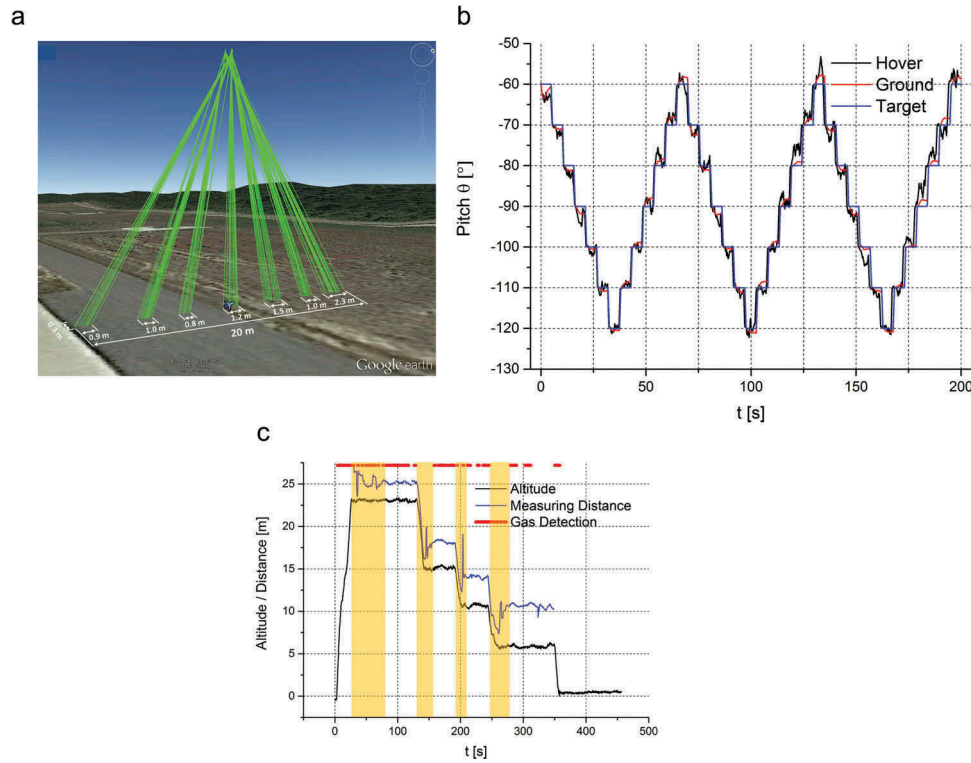 a
b
0.3 m
0.9 m
1.0 m
0.8 m
1.2 m
1.5 m
1.0 m
2.3 m
20 m
Google earth
-50
-60
-70
-80
-90
-100
-110
-120
-130
Pitch θ [°]
Hover
Ground
Target
0 50 100 150 200
t [s]
c
25
20
15
10
5
0
Altitude / Distance [m]
Altitude
Measuring Distance
Gas Detection
0 100 200 300 400 500
t [s]